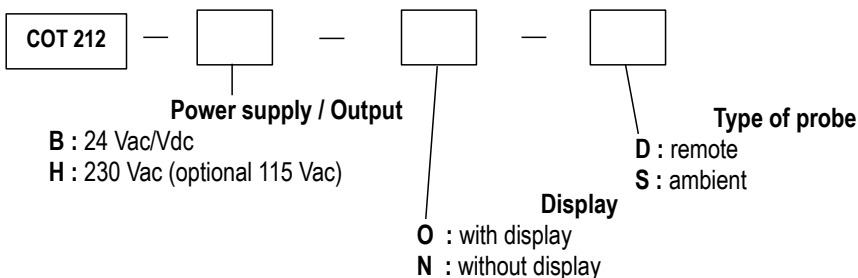 COT 212 — — —
Power supply / Output
B : 24 Vac/Vdc
H : 230 Vac (optional 115 Vac)
Display
O : with display
N : without display
Type of probe
D : remote
S : ambient